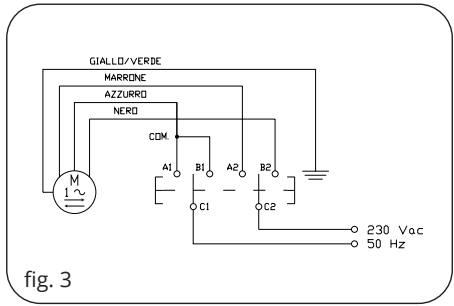 GIALLO/VERDE
MARRONE
AZZURRO
NERO
COM.
A1 B1 A2 B2
M
1 ~
C1 C2
230 Vac
50 Hz
fig. 3